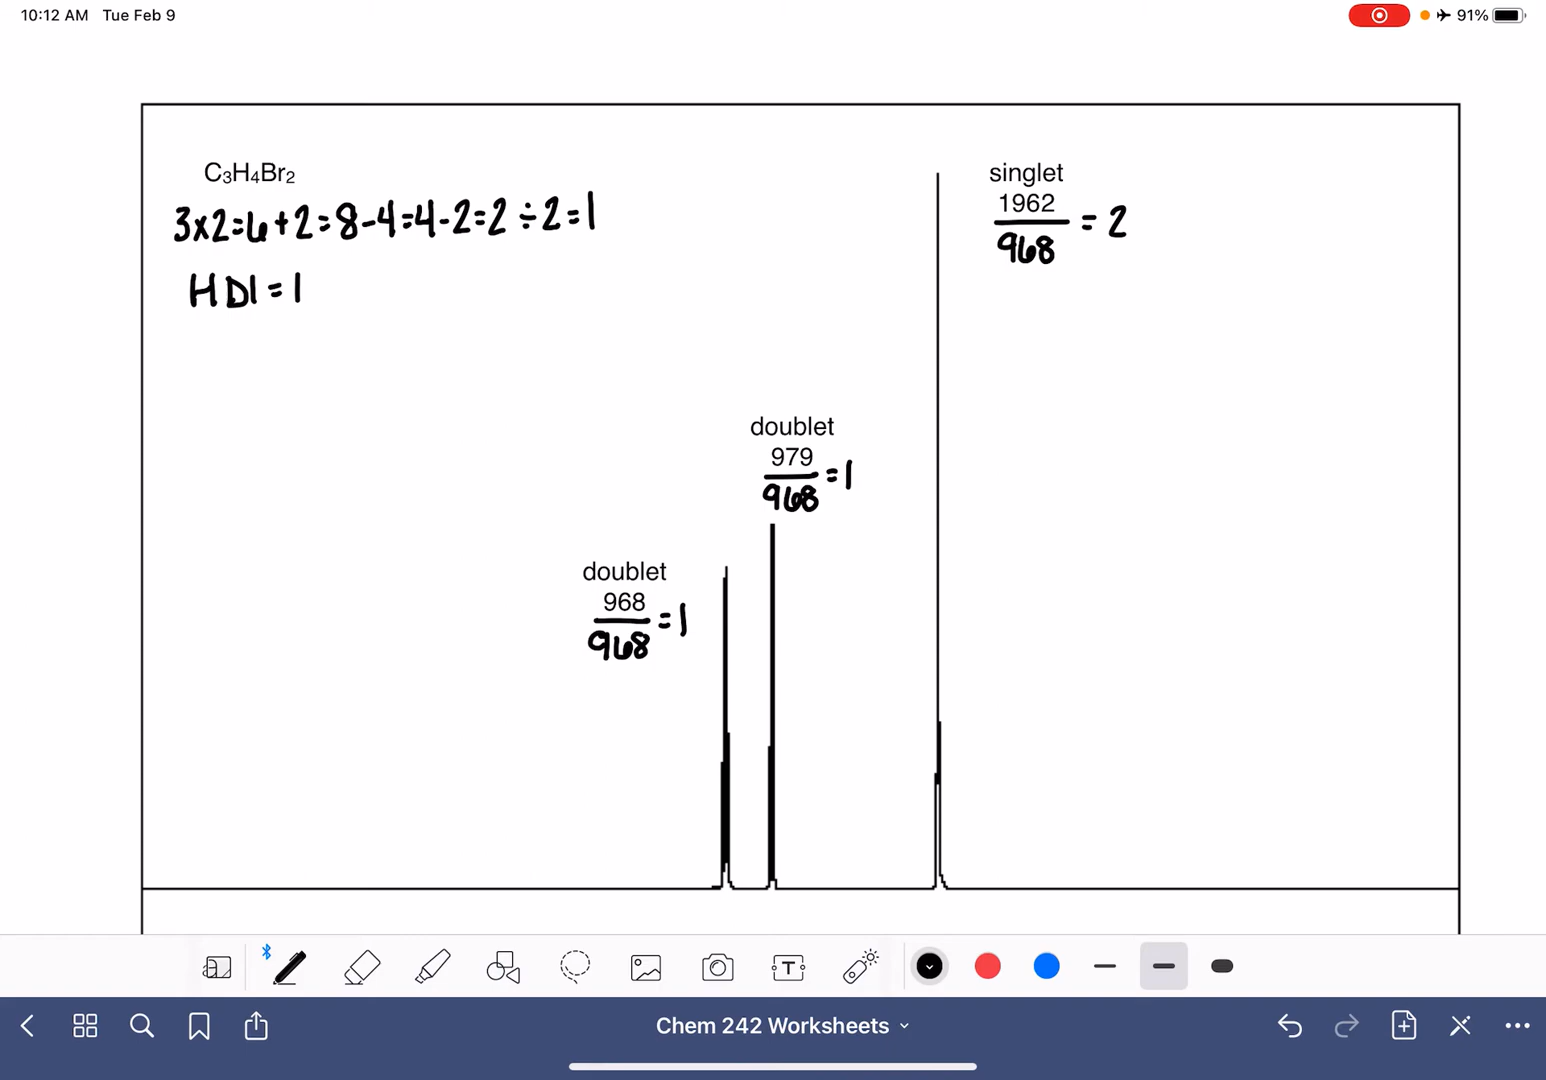 10:12 AM Tue Feb 9
91%
C₃H₄Br₂
3x2=6+2=8-4=4-2=2÷2=1
HDI=1
singlet
1962
968
=2
doublet
979
968
=1
doublet
968
968
=1
a
T
Chem 242 Worksheets